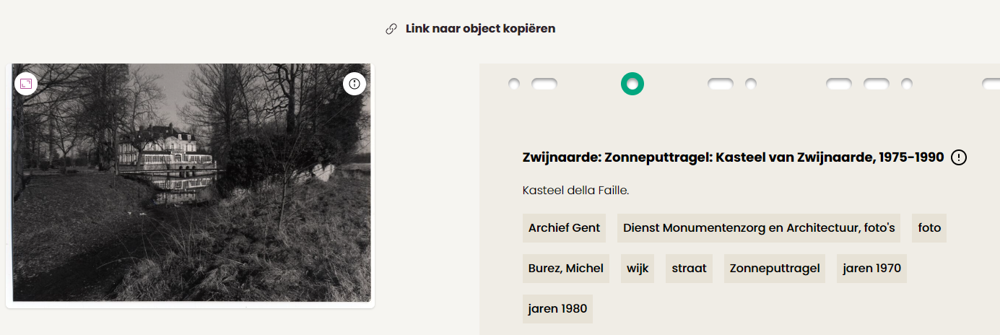 Link naar object kopiëren
Zwijnaarde: Zonneputtragel: Kasteel van Zwijnaarde, 1975-1990
Kasteel della Faille.
Archief Gent Dienst Monumentenzorg en Architectuur, foto's foto
Burez, Michel wijk straat Zonneputtragel jaren 1970
jaren 1980